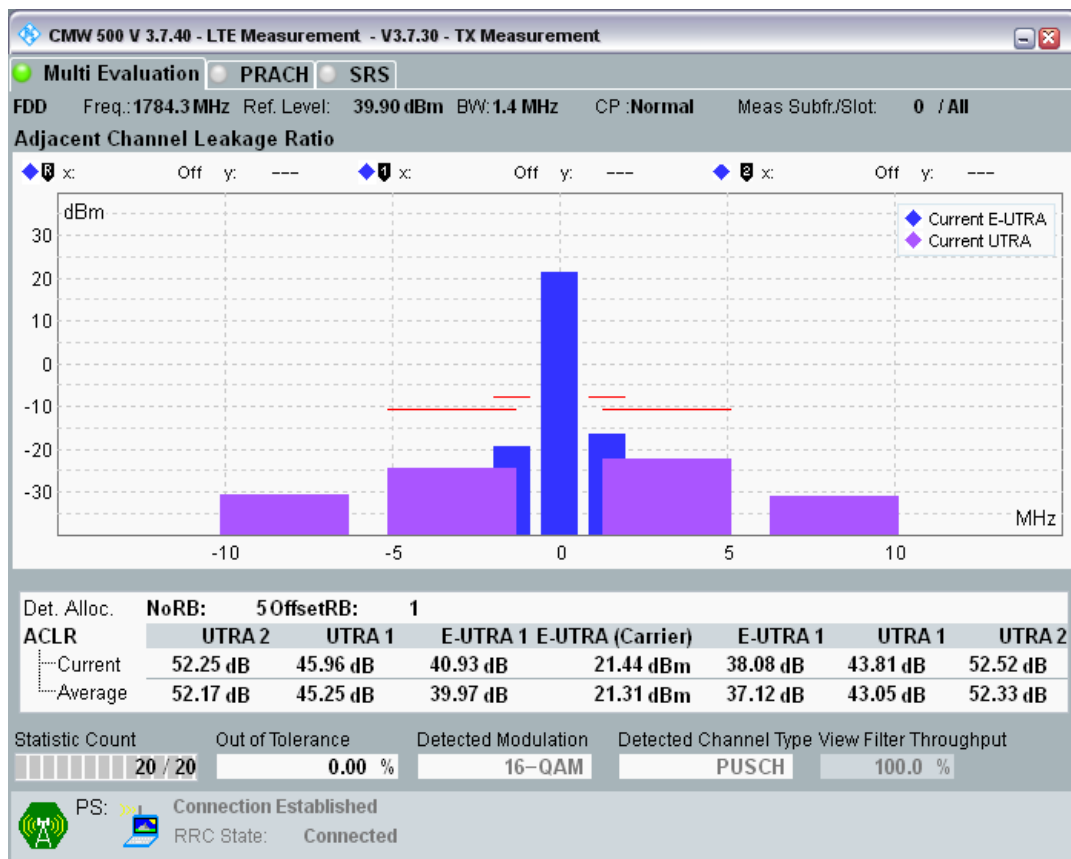 CMW 500 V 3.7.40 - LTE Measurement - V3.7.30 - TX Measurement
Multi Evaluation PRACH SRS
FDD Freq.: 1784.3 MHz Ref. Level: 39.90 dBm BW: 1.4 MHz CP :Normal Meas Subfr./Slot: 0 / All
Adjacent Channel Leakage Ratio
R x: Off y: --- 1 x: Off y: --- 2 x: Off y: ---
dBm
Current E-UTRA
Current UTRA
30
20
10
0
-10
-20
-30
MHz
-10 -5 0 5 10
Det. Alloc. NoRB: 5 OffsetRB: 1
ACLR UTRA 2 UTRA 1 E-UTRA 1 E-UTRA (Carrier) E-UTRA 1 UTRA 1 UTRA 2
Current 52.25 dB 45.96 dB 40.93 dB 21.44 dBm 38.08 dB 43.81 dB 52.52 dB
Average 52.17 dB 45.25 dB 39.97 dB 21.31 dBm 37.12 dB 43.05 dB 52.33 dB
Statistic Count Out of Tolerance Detected Modulation Detected Channel Type View Filter Throughput
20 / 20 0.00 % 16-QAM PUSCH 100.0 %
PS: Connection Established
RRC State: Connected